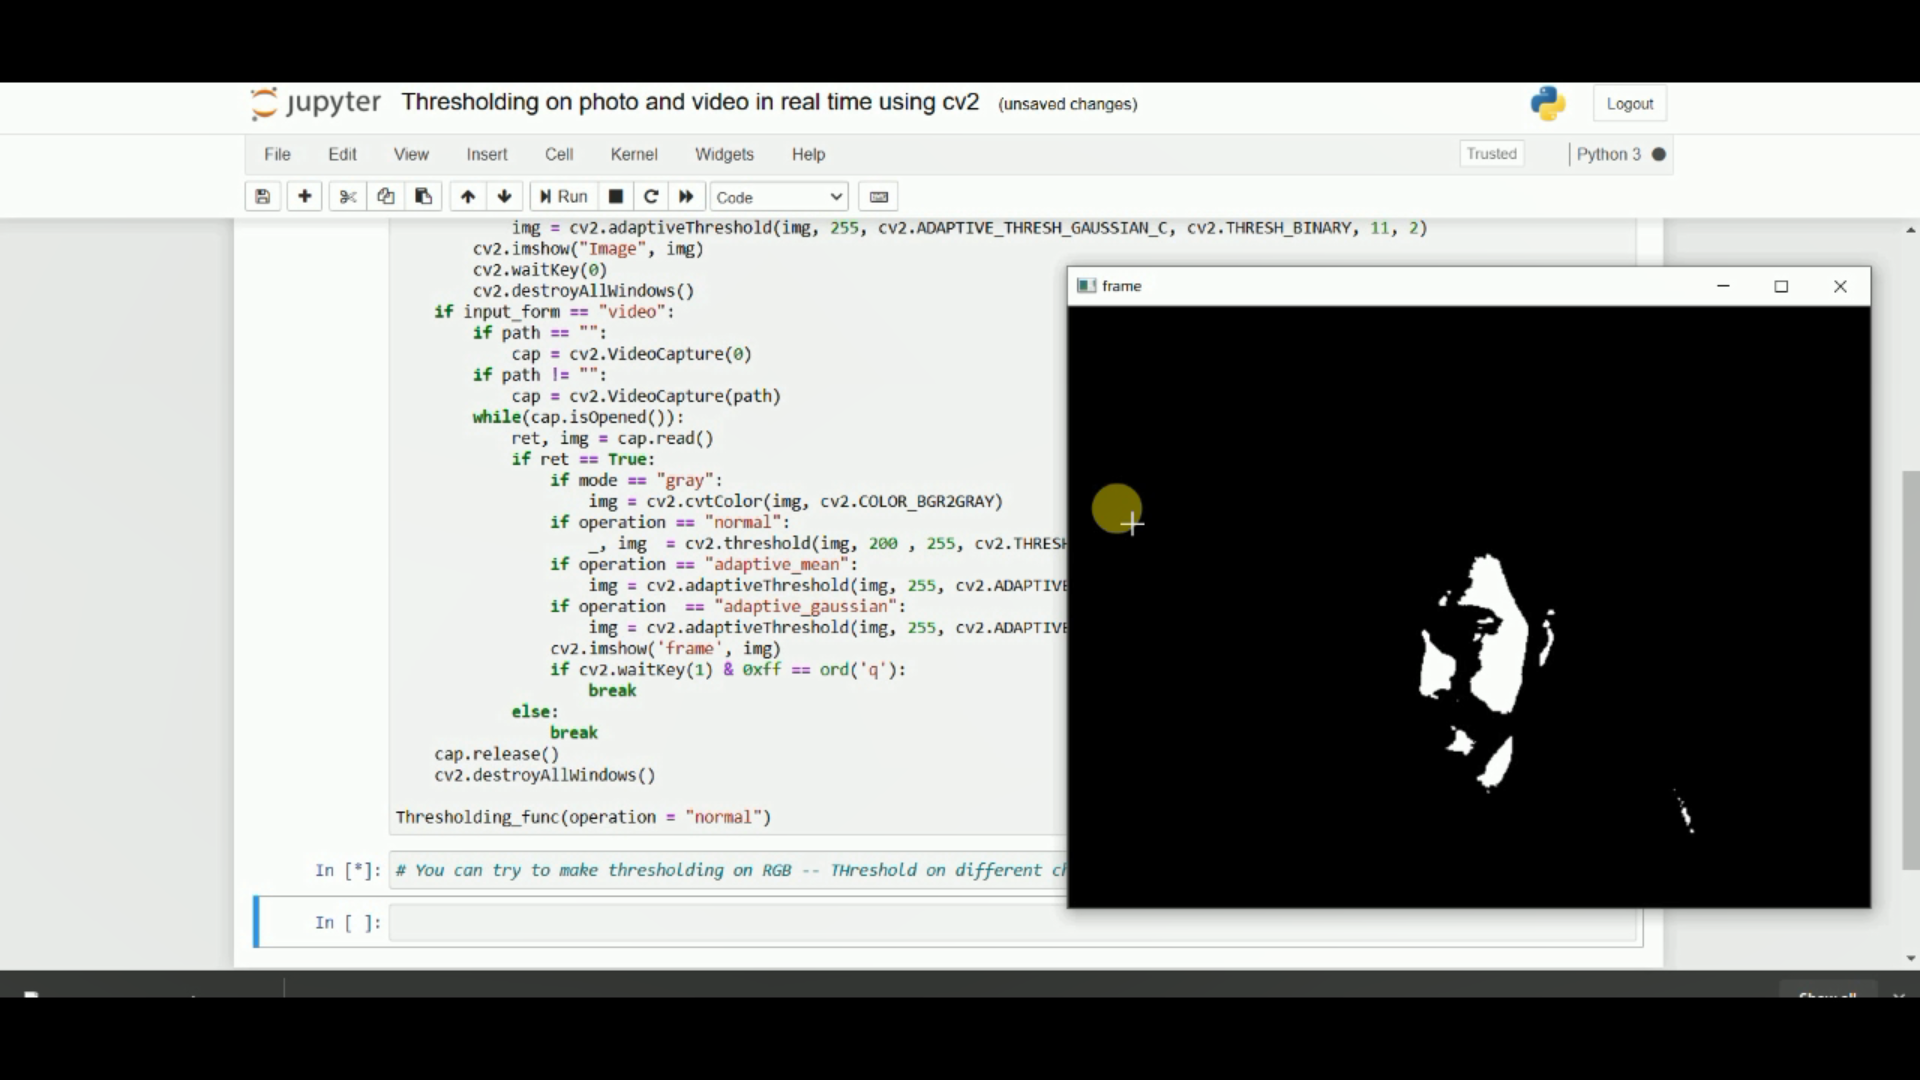 jupyter Thresholding on photo and video in real time using cv2 (unsaved changes) Logout
File Edit View Insert Cell Kernel Widgets Help Trusted Python 3
Run Code
img = cv2.adaptiveThreshold(img, 255, cv2.ADAPTIVE_THRESH_GAUSSIAN_C, cv2.THRESH_BINARY, 11, 2)
cv2.imshow("Image", img)
cv2.waitKey(0)
cv2.destroyAllWindows()
if input_form == "video":
if path == "":
cap = cv2.VideoCapture(0)
if path != "":
cap = cv2.VideoCapture(path)
while(cap.isOpened()):
ret, img = cap.read()
if ret == True:
if mode == "gray":
img = cv2.cvtColor(img, cv2.COLOR_BGR2GRAY)
if operation == "normal":
_, img = cv2.threshold(img, 200 , 255, cv2.THRESH
if operation == "adaptive_mean":
img = cv2.adaptiveThreshold(img, 255, cv2.ADAPTIVE
if operation == "adaptive_gaussian":
img = cv2.adaptiveThreshold(img, 255, cv2.ADAPTIVE
cv2.imshow('frame', img)
if cv2.waitKey(1) & 0xff == ord('q'):
break
else:
break
cap.release()
cv2.destroyAllWindows()
Thresholding_func(operation = "normal")
In [*]: # You can try to make thresholding on RGB -- THreshold on different ch
In [ ]:
frame
Show all